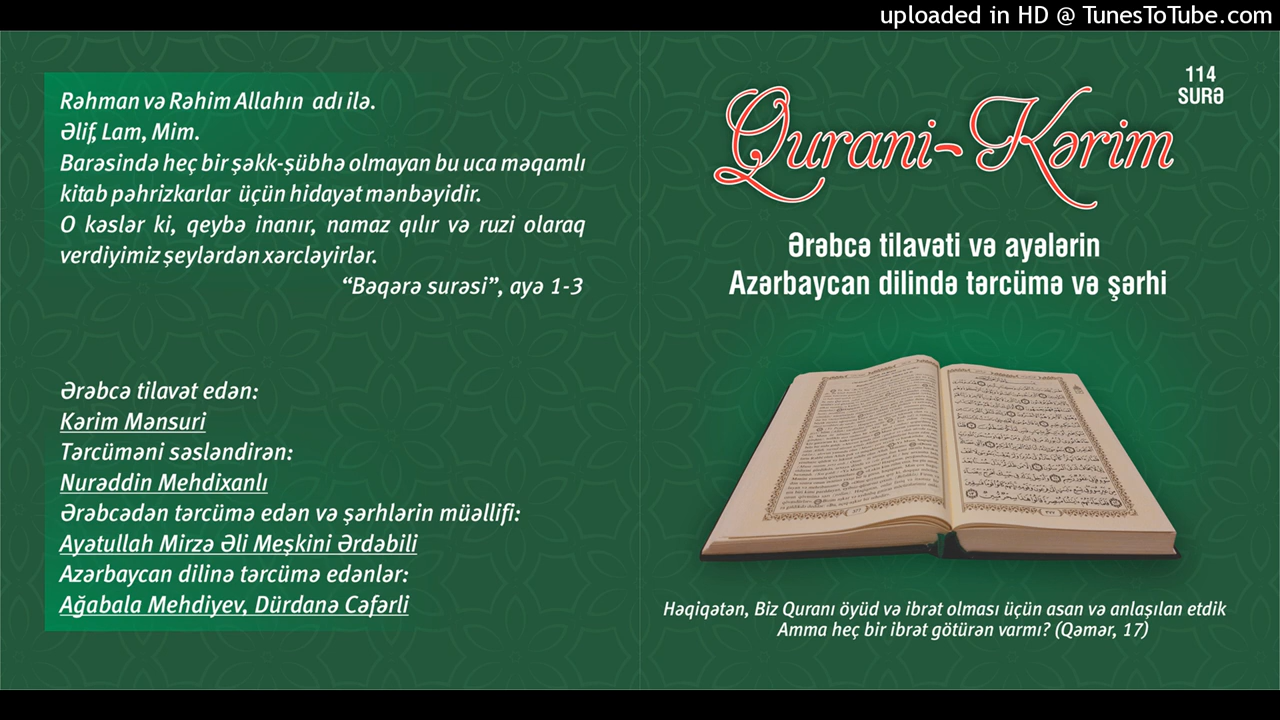 uploaded in HD @ TunesToTube.com
Rəhman və Rəhim Allahın adı ilə.
Əlif, Lam, Mim.
Barəsində heç bir şəkk-şübhə olmayan bu uca məqamlı
kitab pəhrizkarlar üçün hidayət mənbəyidir.
O kəslər ki, qeybə inanır, namaz qılır və ruzi olaraq
verdiyimiz şeylərdən xərcləyirlər.
“Bəqərə surəsi”, ayə 1-3
Ərəbcə tilavət edən:
Kərim Mənsuri
Tərcüməni səsləndirən:
Nurəddin Mehdixanlı
Ərəbcədən tərcümə edən və şərhlərin müəllifi:
Ayətullah Mirzə Əli Meşkini Ərdəbili
Azərbaycan dilinə tərcümə edənlər:
Ağabala Mehdiyev, Dürdanə Cəfərli
114
SURƏ
Qurani-Kərim
Ərəbcə tilavəti və ayələrin
Azərbaycan dilində tərcümə və şərhi
Həqiqətən, Biz Quranı öyüd və ibrət olması üçün asan və anlaşılan etdik
Amma heç bir ibrət götürən varmı? (Qəmər, 17)